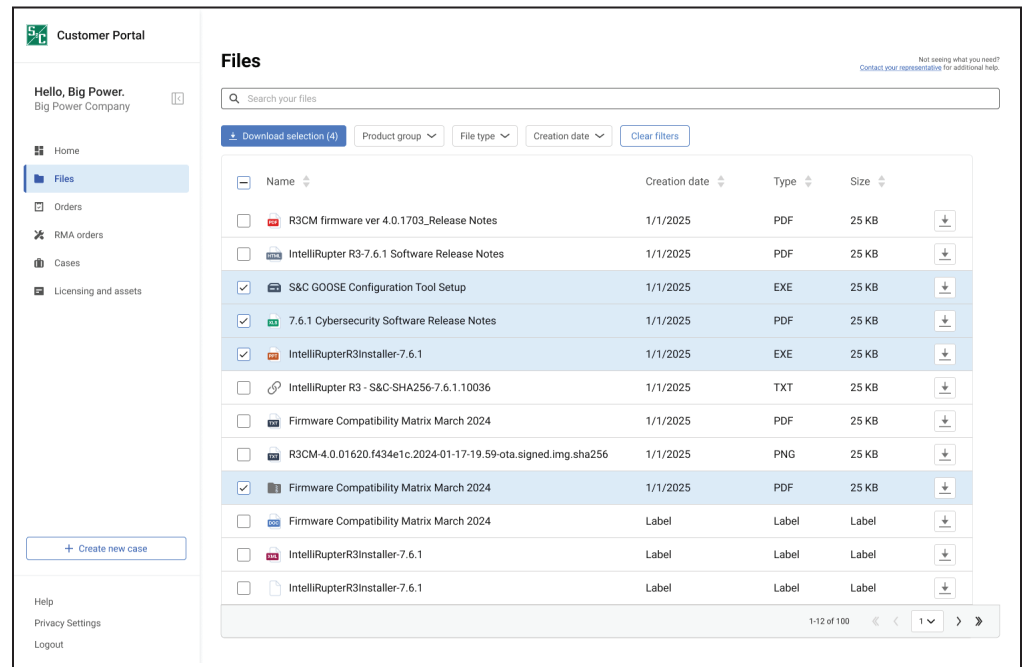 S&C Customer Portal
Hello, Big Power.
Big Power Company
Home
Files
Orders
RMA orders
Cases
Licensing and assets
+ Create new case
Help
Privacy Settings
Logout
Files
Not seeing what you need?
Contact your representative for additional help.
Search your files
Download selection (4) Product group File type Creation date Clear filters
Name Creation date Type Size
PDF R3CM firmware ver 4.0.1703_Release Notes 1/1/2025 PDF 25 KB
HTML IntelliRupter R3-7.6.1 Software Release Notes 1/1/2025 PDF 25 KB
S&C GOOSE Configuration Tool Setup 1/1/2025 EXE 25 KB
XLS 7.6.1 Cybersecurity Software Release Notes 1/1/2025 PDF 25 KB
PPT IntelliRupterR3Installer-7.6.1 1/1/2025 EXE 25 KB
IntelliRupter R3 - S&C-SHA256-7.6.1.10036 1/1/2025 TXT 25 KB
TXT Firmware Compatibility Matrix March 2024 1/1/2025 PDF 25 KB
TXT R3CM-4.0.01620.f434e1c.2024-01-17-19.59-ota.signed.img.sha256 1/1/2025 PNG 25 KB
Firmware Compatibility Matrix March 2024 1/1/2025 PDF 25 KB
DOC Firmware Compatibility Matrix March 2024 Label Label Label
XML IntelliRupterR3Installer-7.6.1 Label Label Label
IntelliRupterR3Installer-7.6.1 Label Label Label
1-12 of 100 1